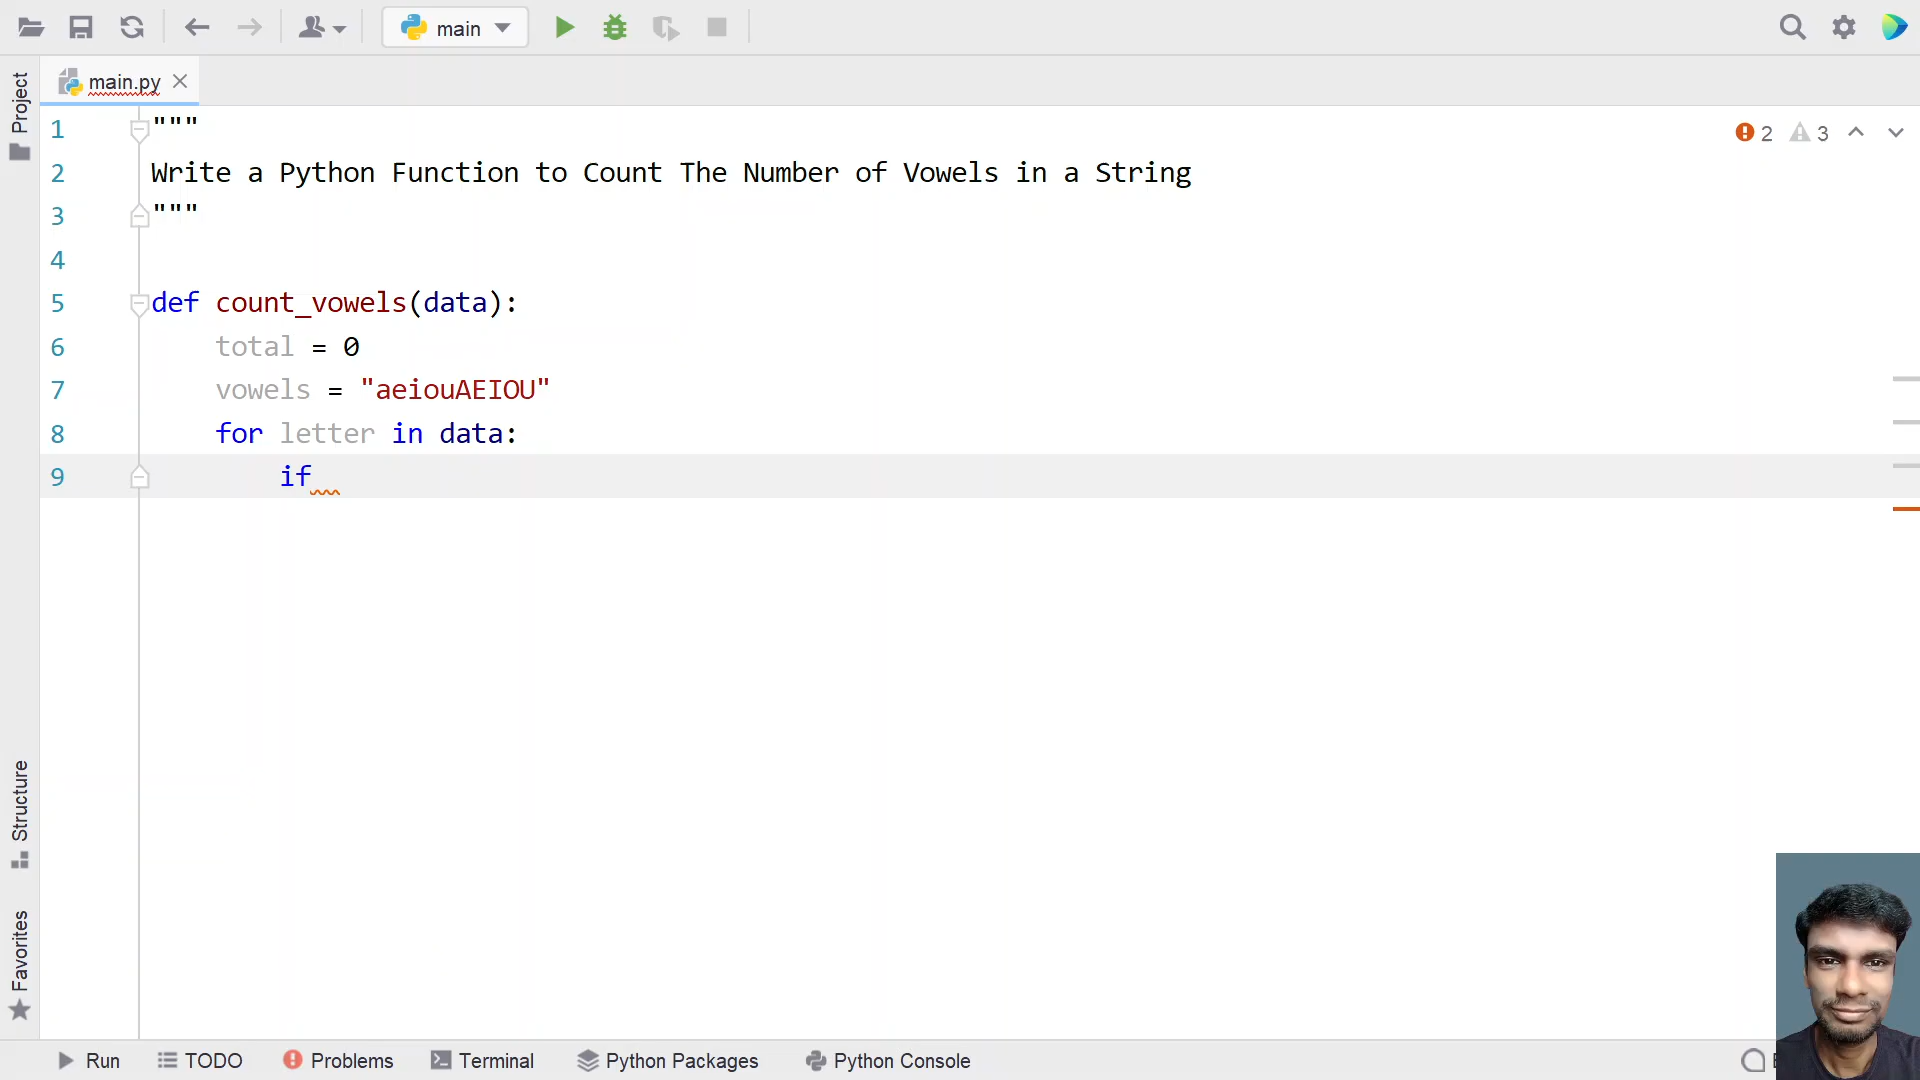 main
main.py
Project
2 3
1 """
2 Write a Python Function to Count The Number of Vowels in a String
3 """
4
5 def count_vowels(data):
6 total = 0
7 vowels = "aeiouAEIOU"
8 for letter in data:
9 if
Structure
Favorites
Run TODO Problems Terminal Python Packages Python Console